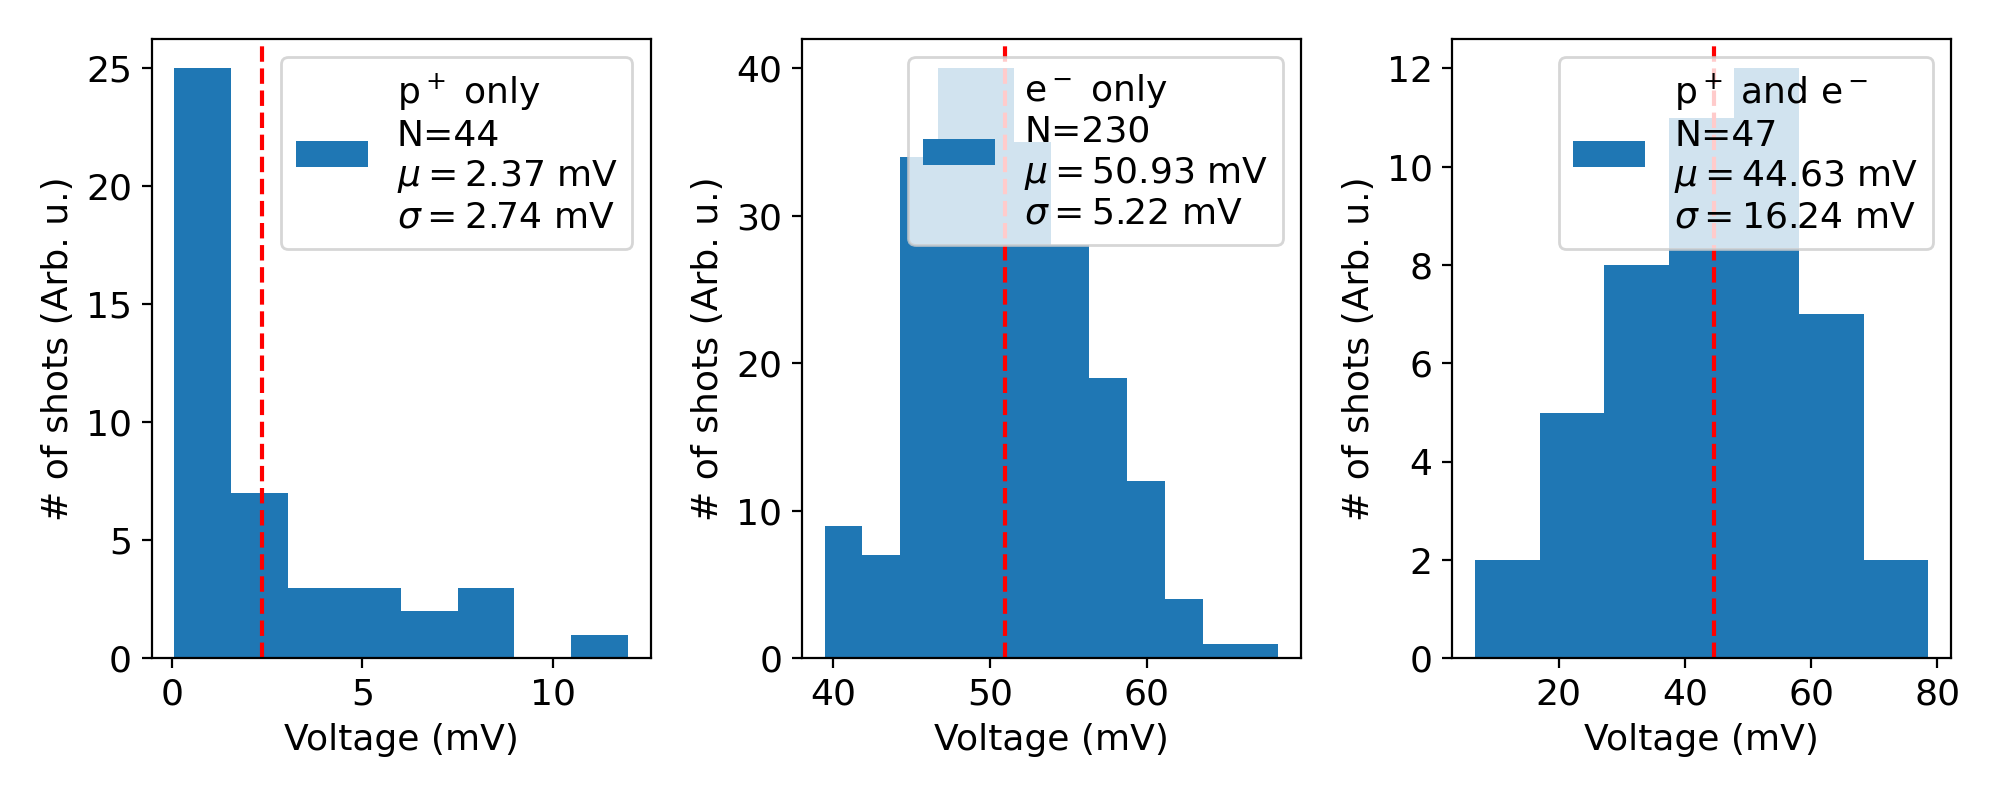 p⁺ only
N=44
μ = 2.37 mV
σ = 2.74 mV
# of shots (Arb. u.)
25
20
15
10
5
0
0 5 10
Voltage (mV)
e⁻ only
N=230
μ = 50.93 mV
σ = 5.22 mV
# of shots (Arb. u.)
40
30
20
10
0
40 50 60
Voltage (mV)
p⁺ and e⁻
N=47
μ = 44.63 mV
σ = 16.24 mV
# of shots (Arb. u.)
12
10
8
6
4
2
0
20 40 60 80
Voltage (mV)